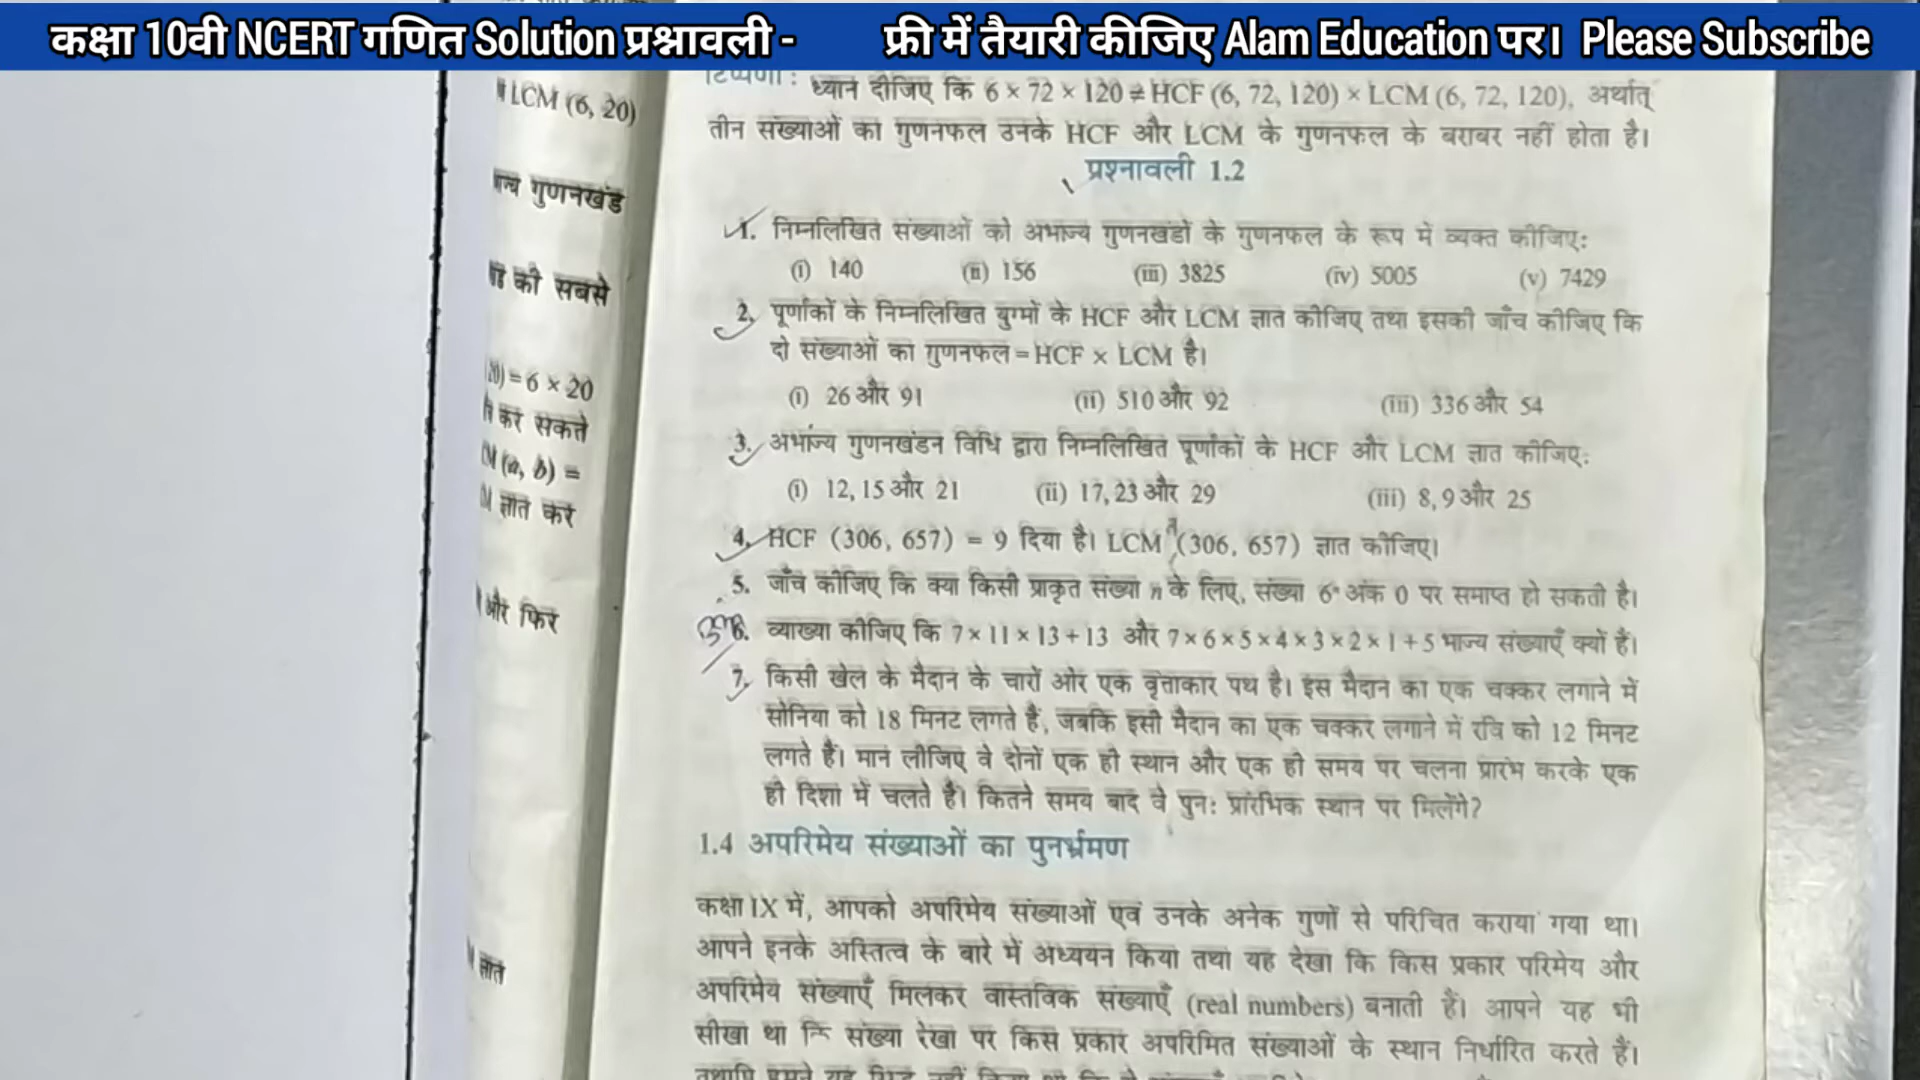 कक्षा 10वी NCERT गणित Solution प्रश्नावली - फ्री में तैयारी कीजिए Alam Education पर। Please Subscribe
LCM (6, 20)
गुणनखंड
की सबसे
20) = 6 × 20
कर सकते
(a, b) =
ज्ञात कर
और फिर
ज्ञात
टिप्पणी : ध्यान दीजिए कि 6 × 72 × 120 ≠ HCF (6, 72, 120) × LCM (6, 72, 120), अर्थात्
तीन संख्याओं का गुणनफल उनके HCF और LCM के गुणनफल के बराबर नहीं होता है।
प्रश्नावली 1.2
1. निम्नलिखित संख्याओं को अभाज्य गुणनखंडों के गुणनफल के रूप में व्यक्त कीजिए:
(i) 140 (ii) 156 (iii) 3825 (iv) 5005 (v) 7429
2. पूर्णांकों के निम्नलिखित युग्मों के HCF और LCM ज्ञात कीजिए तथा इसकी जाँच कीजिए कि
दो संख्याओं का गुणनफल = HCF × LCM है।
(i) 26 और 91 (ii) 510 और 92 (iii) 336 और 54
3. अभाज्य गुणनखंडन विधि द्वारा निम्नलिखित पूर्णांकों के HCF और LCM ज्ञात कीजिए:
(i) 12, 15 और 21 (ii) 17, 23 और 29 (iii) 8, 9 और 25
4. HCF (306, 657) = 9 दिया है। LCM (306, 657) ज्ञात कीजिए।
5. जाँच कीजिए कि क्या किसी प्राकृत संख्या n के लिए, संख्या 6ⁿ अंक 0 पर समाप्त हो सकती है।
6. व्याख्या कीजिए कि 7 × 11 × 13 + 13 और 7 × 6 × 5 × 4 × 3 × 2 × 1 + 5 भाज्य संख्याएँ क्यों हैं।
7. किसी खेल के मैदान के चारों ओर एक वृत्ताकार पथ है। इस मैदान का एक चक्कर लगाने में
सोनिया को 18 मिनट लगते हैं, जबकि इसी मैदान का एक चक्कर लगाने में रवि को 12 मिनट
लगते हैं। मान लीजिए वे दोनों एक ही स्थान और एक ही समय पर चलना प्रारंभ करके एक
ही दिशा में चलते हैं। कितने समय बाद वे पुनः प्रारंभिक स्थान पर मिलेंगे?
1.4 अपरिमेय संख्याओं का पुनर्भ्रमण
कक्षा IX में, आपको अपरिमेय संख्याओं एवं उनके अनेक गुणों से परिचित कराया गया था।
आपने इनके अस्तित्व के बारे में अध्ययन किया तथा यह देखा कि किस प्रकार परिमेय और
अपरिमेय संख्याएँ मिलकर वास्तविक संख्याएँ (real numbers) बनाती हैं। आपने यह भी
सीखा था कि संख्या रेखा पर किस प्रकार अपरिमित संख्याओं के स्थान निर्धारित करते हैं।